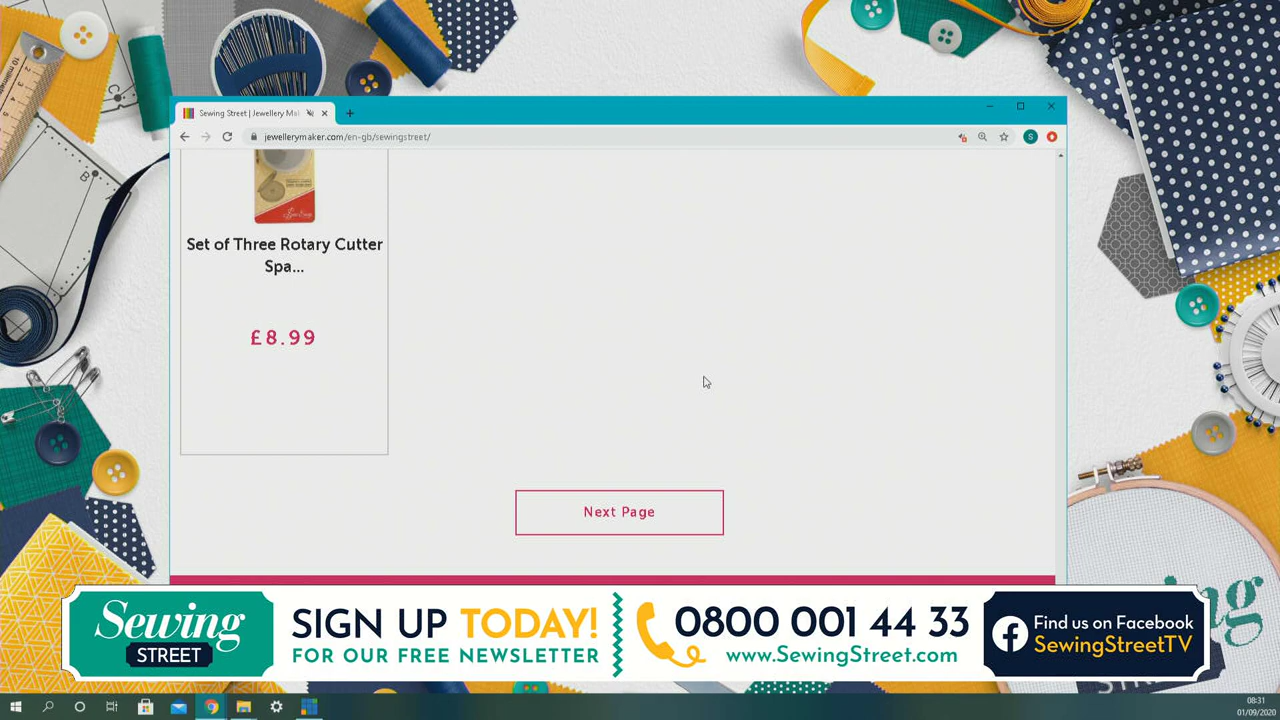 Sewing Street | Jewellery Mal
jewellerymaker.com/en-gb/sewingstreet/
S
Set of Three Rotary Cutter
Spa...
£8.99
Next Page
Sewing
STREET
SIGN UP TODAY!
FOR OUR FREE NEWSLETTER
0800 001 44 33
www.SewingStreet.com
Find us on Facebook
SewingStreetTV
08:31
01/09/2020